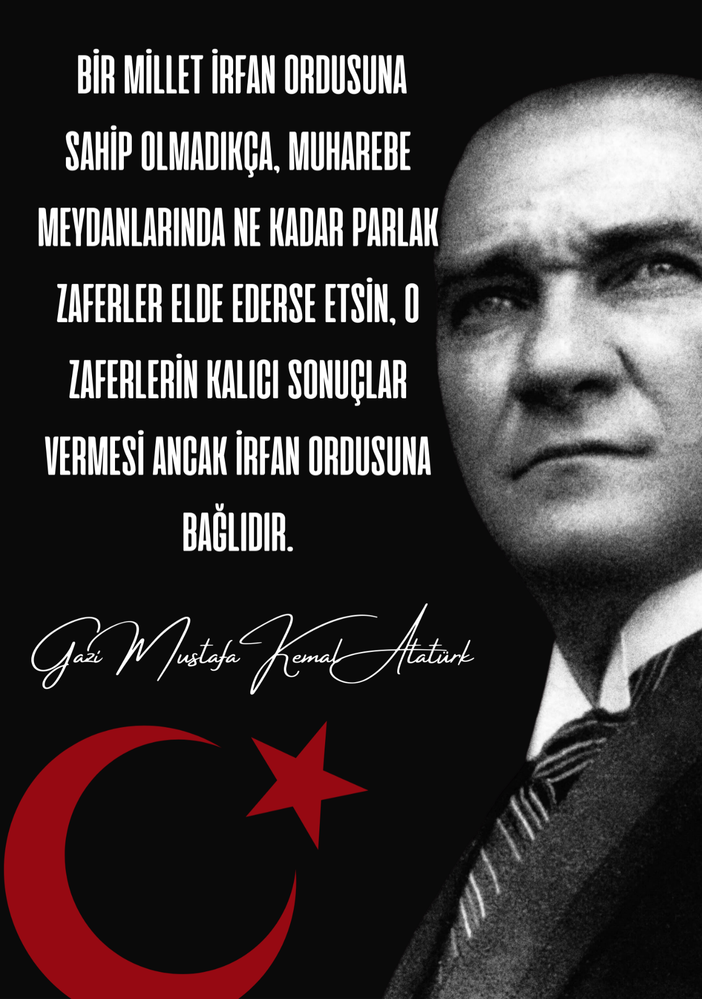 BİR MİLLET İRFAN ORDUSUNA
SAHİP OLMADIKÇA, MUHAREBE
MEYDANLARINDA NE KADAR PARLAK
ZAFERLER ELDE EDERSE ETSİN, O
ZAFERLERİN KALICI SONUÇLAR
VERMESİ ANCAK İRFAN ORDUSUNA
BAĞLIDIR.
Gazi Mustafa Kemal Atatürk